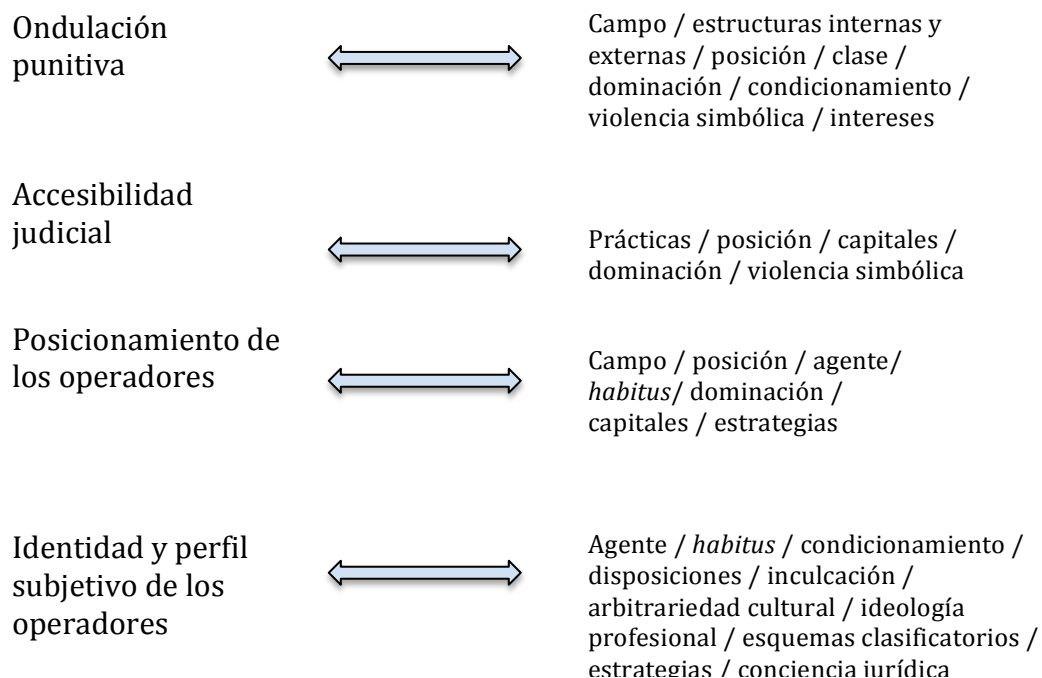 Ondulación
punitiva
Campo / estructuras internas y
externas / posición / clase /
dominación / condicionamiento /
violencia simbólica / intereses
Accesibilidad
judicial
Prácticas / posición / capitales /
dominación / violencia simbólica
Posicionamiento de
los operadores
Campo / posición / agente/
habitus/ dominación /
capitales / estrategias
Identidad y perfil
subjetivo de los
operadores
Agente / habitus / condicionamiento /
disposiciones / inculcación /
arbitrariedad cultural / ideología
profesional / esquemas clasificatorios /
estrategias / conciencia jurídica